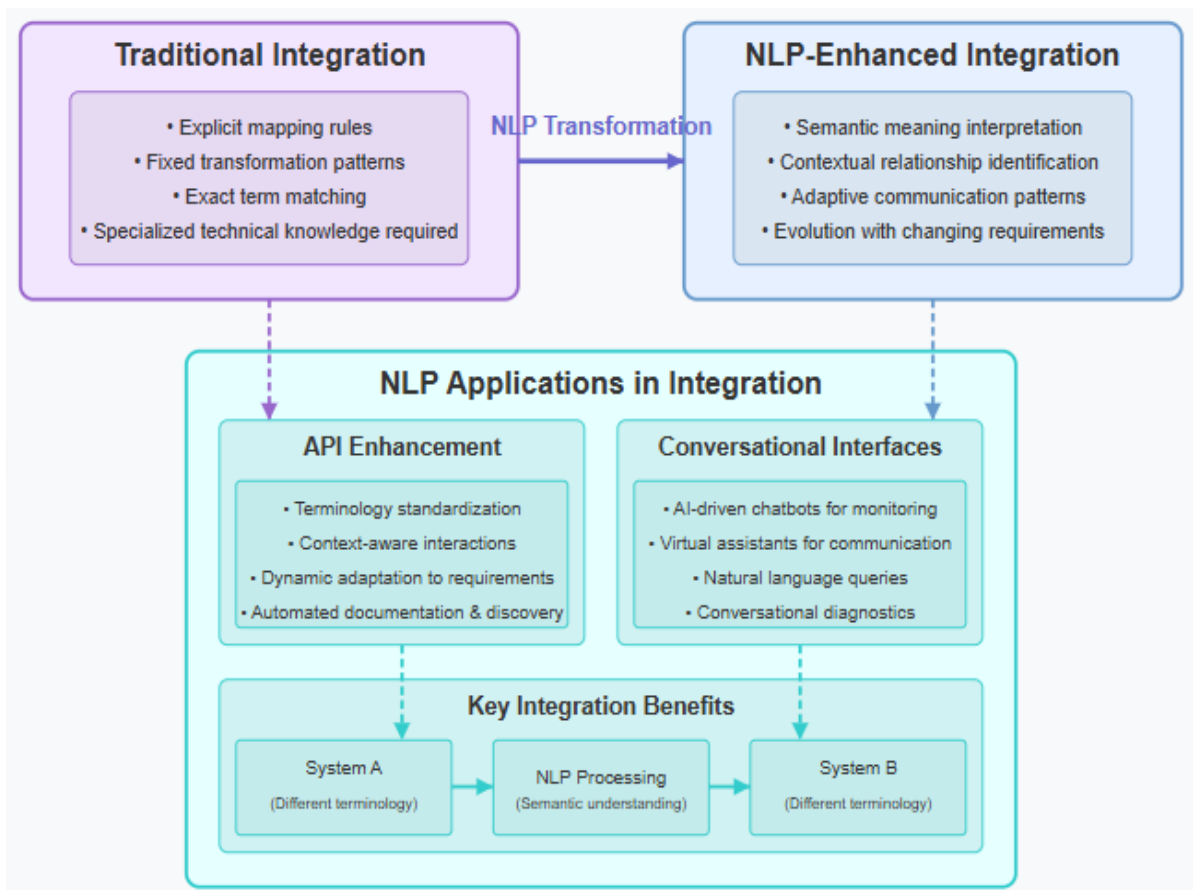 Traditional Integration
• Explicit mapping rules
• Fixed transformation patterns
• Exact term matching
• Specialized technical knowledge required
NLP Transformation
NLP-Enhanced Integration
• Semantic meaning interpretation
• Contextual relationship identification
• Adaptive communication patterns
• Evolution with changing requirements
NLP Applications in Integration
API Enhancement
• Terminology standardization
• Context-aware interactions
• Dynamic adaptation to requirements
• Automated documentation & discovery
Conversational Interfaces
• AI-driven chatbots for monitoring
• Virtual assistants for communication
• Natural language queries
• Conversational diagnostics
Key Integration Benefits
System A
(Different terminology)
NLP Processing
(Semantic understanding)
System B
(Different terminology)